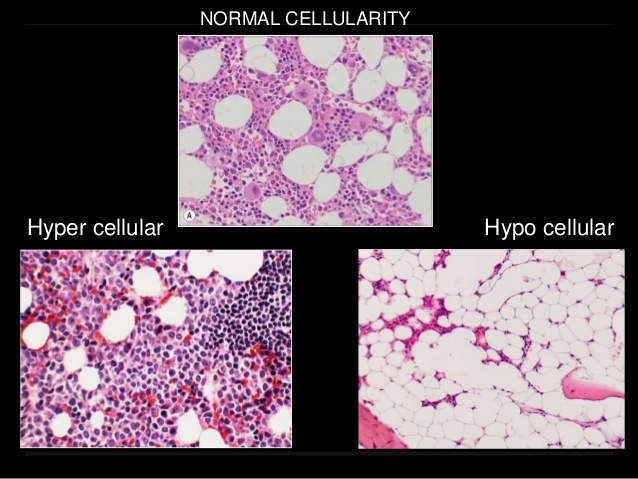 NORMAL CELLULARITY
A
Hyper cellular
Hypo cellular